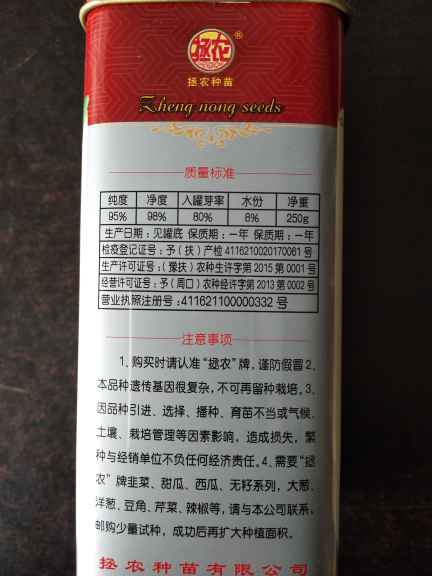 拯农®
拯农种苗
Zheng nong seeds
质量标准
纯度 净度 入罐芽率 水份 净重
95% 98% 80% 8% 250g
生产日期：见罐底 保质期：一年 保质期：一年
检疫登记证号：予（扶）产检4116210020170061号
生产许可证号：（豫扶）农种生许字第2015第0001号
经营许可证号：予（周口）农种经许字第2013第0002号
营业执照注册号：411621100000332号
注意事项
1、购买时请认准“拯农”牌，谨防假冒2、
本品种遗传基因很复杂，不可再留种栽培。3、
因品种引进、选择、播种、育苗不当或气候、
土壤、栽培管理等因素影响，造成损失，繁
种与经销单位不负任何经济责任。4、需要“拯
农”牌韭菜、甜瓜、西瓜、无籽系列，大葱、
洋葱、豆角、芹菜、辣椒等，请与本公司联系，
邮购少量试种，成功后再扩大种植面积。
拯农种苗有限公司